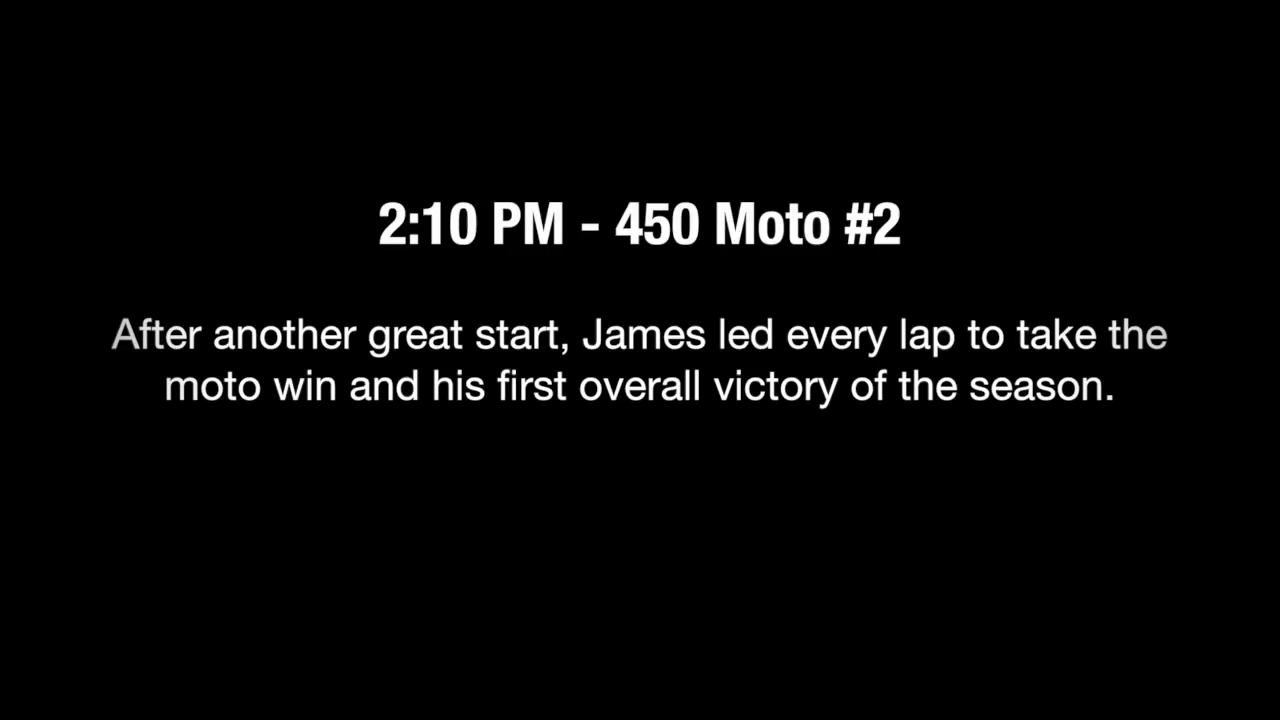 2:10 PM - 450 Moto #2
After another great start, James led every lap to take the
moto win and his first overall victory of the season.